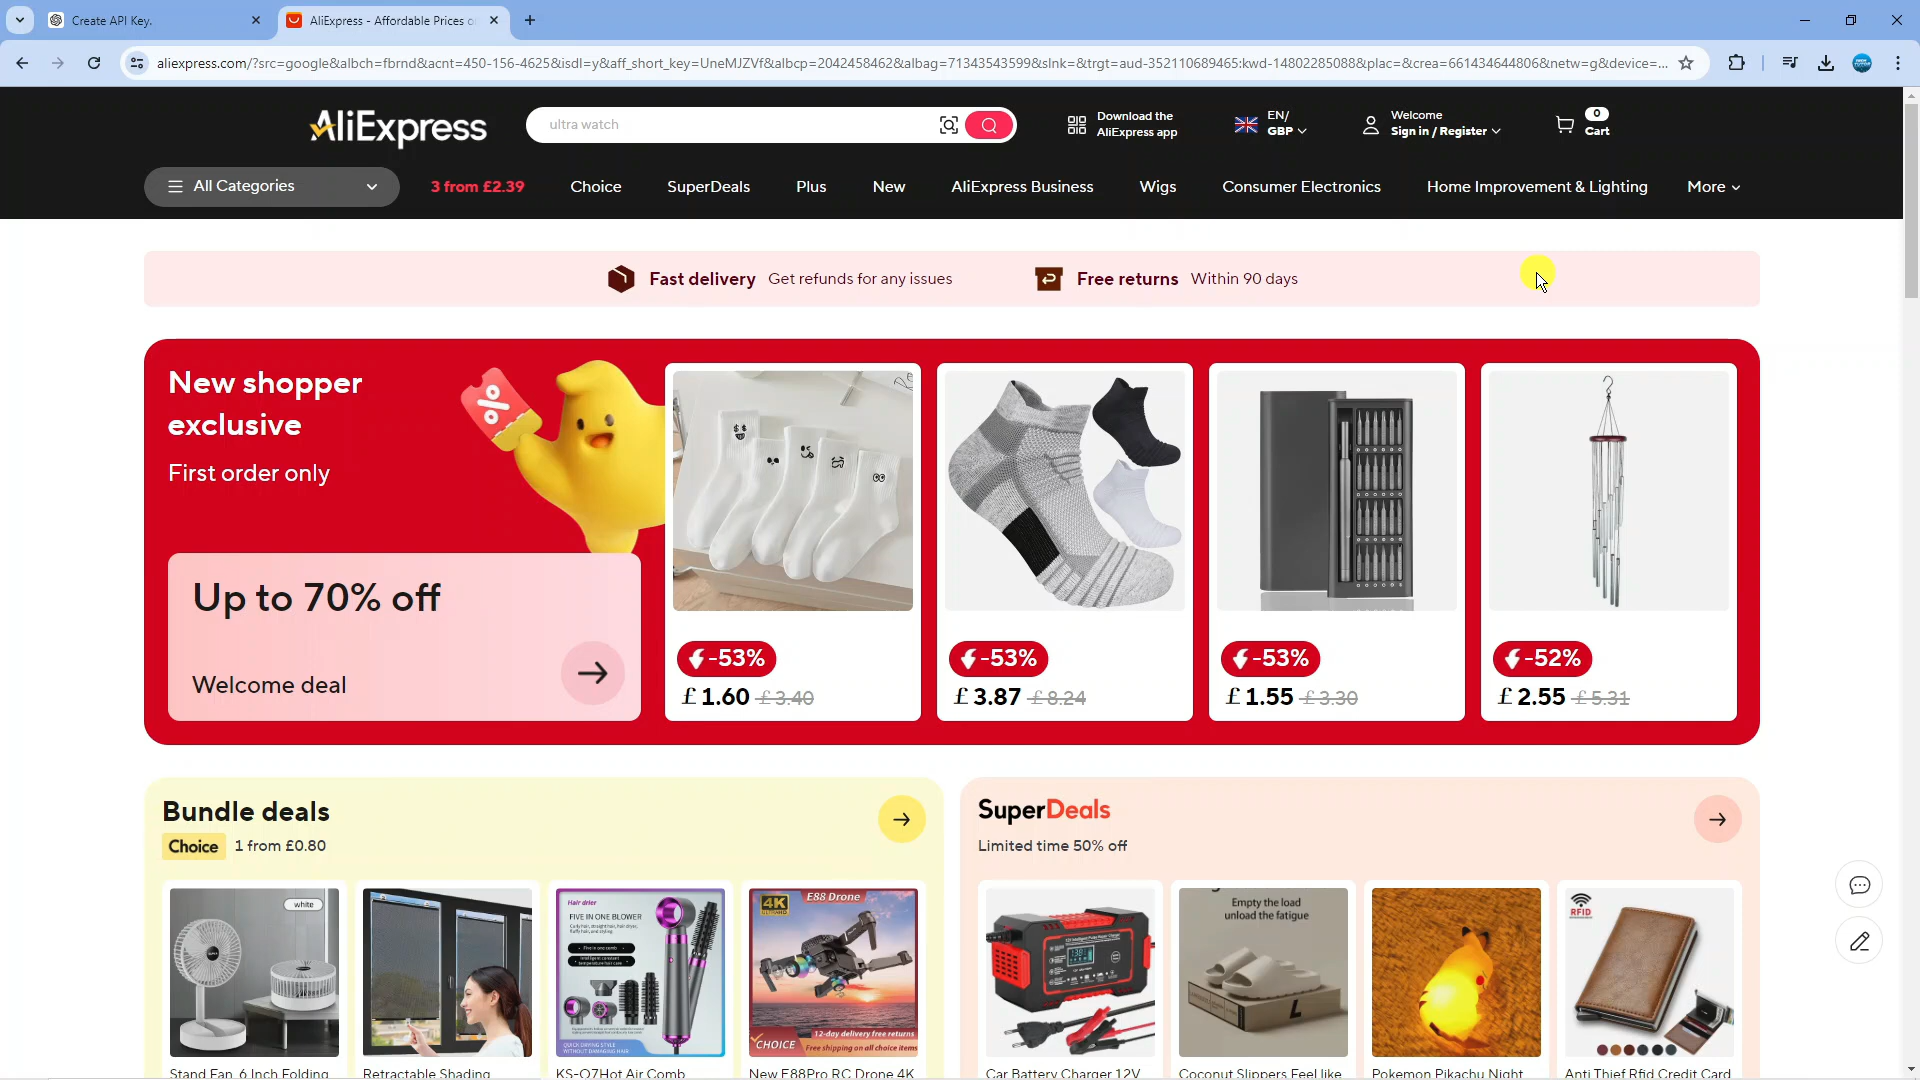 Create API Key.
AliExpress - Affordable Prices o
aliexpress.com/?src=google&albch=fbrnd&acnt=450-156-4625&isdl=y&aff_short_key=UneMJZVf&albcp=2042458462&albag=71343543599&slnk=&trgt=aud-352110689465:kwd-14802285088&plac=&crea=661434644806&netw=g&device=...
AliExpress
ultra watch
Download the
AliExpress app
EN/
GBP
Welcome
Sign in / Register
0
Cart
All Categories
3 from £2.39
Choice
SuperDeals
Plus
New
AliExpress Business
Wigs
Consumer Electronics
Home Improvement & Lighting
More
Fast delivery Get refunds for any issues
Free returns Within 90 days
New shopper
exclusive
First order only
%
Up to 70% off
Welcome deal
-53%
£1.60 £3.40
-53%
£3.87 £8.24
-53%
£1.55 £3.30
-52%
£2.55 £5.31
Bundle deals
Choice 1 from £0.80
SuperDeals
Limited time 50% off
white
Hair drier
FIVE IN ONE BLOWER
QUICK DRYING STYLE
WITHOUT DAMAGING HAIR
4K
E88 Drone
12-day delivery free returns
CHOICE Free shipping on all choice items
Empty the load
unload the fatigue
L
RFID
Stand Fan, 6 Inch Folding
Retractable Shading
KS-07Hot Air Comb
New E88Pro RC Drone 4K
Car Battery Charger 12V
Coconut Slippers Feel like
Pokemon Pikachu Night
Anti Thief Rfid Credit Card